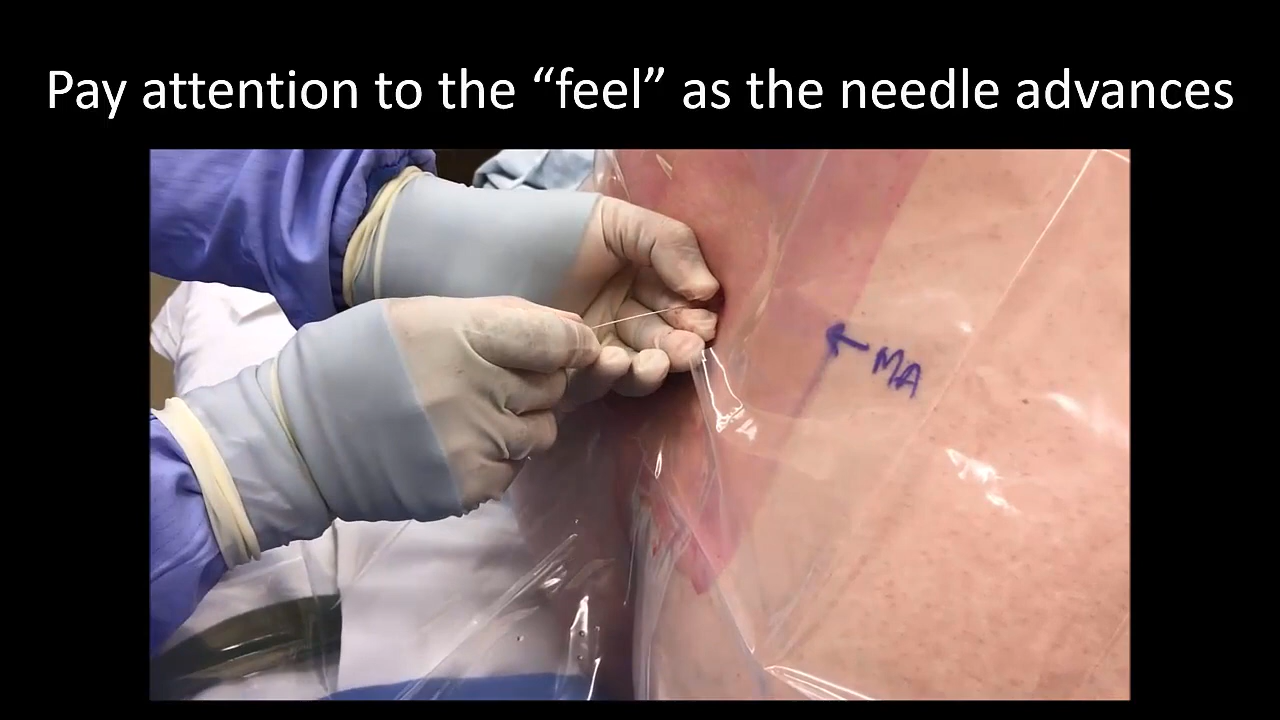 Pay attention to the “feel” as the needle advances
MA